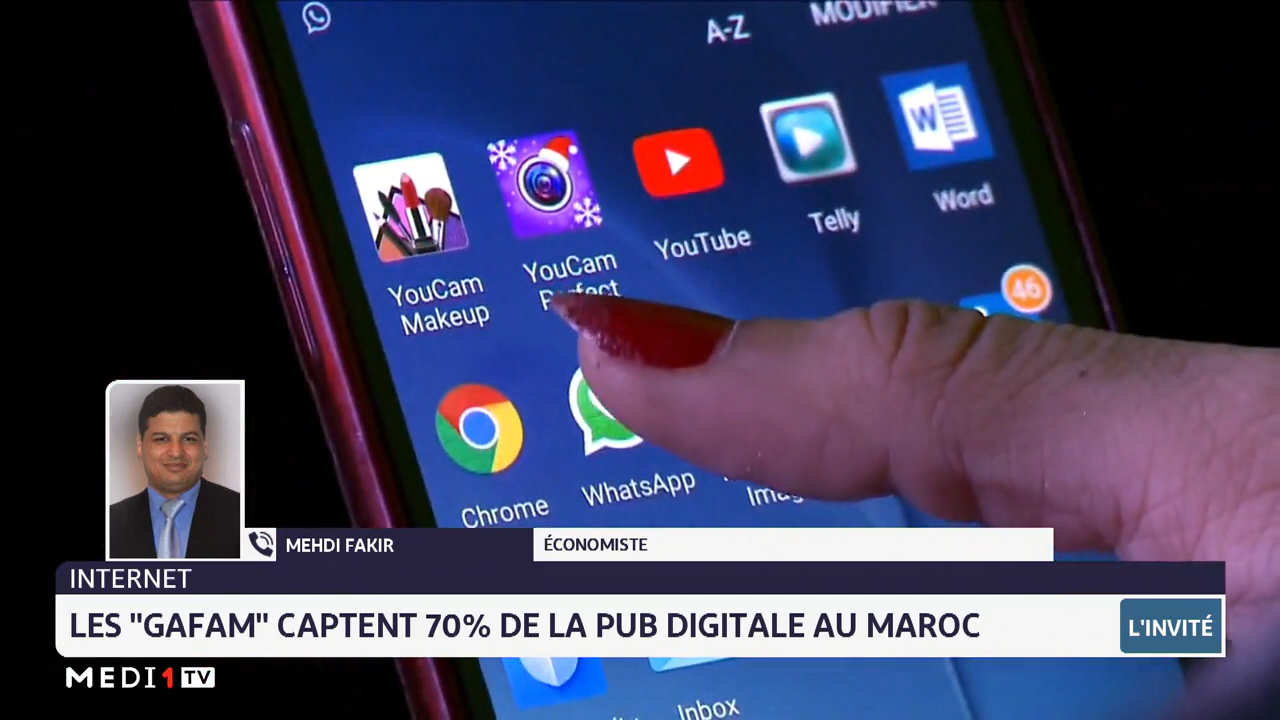 A-Z
MODIFIER
YouCam
Makeup
YouCam
Perfect
YouTube
Telly
W
Word
46
Chrome
WhatsApp
MEHDI FAKIR
ÉCONOMISTE
INTERNET
LES "GAFAM" CAPTENT 70% DE LA PUB DIGITALE AU MAROC
L'INVITÉ
MEDI1TV
Inbox